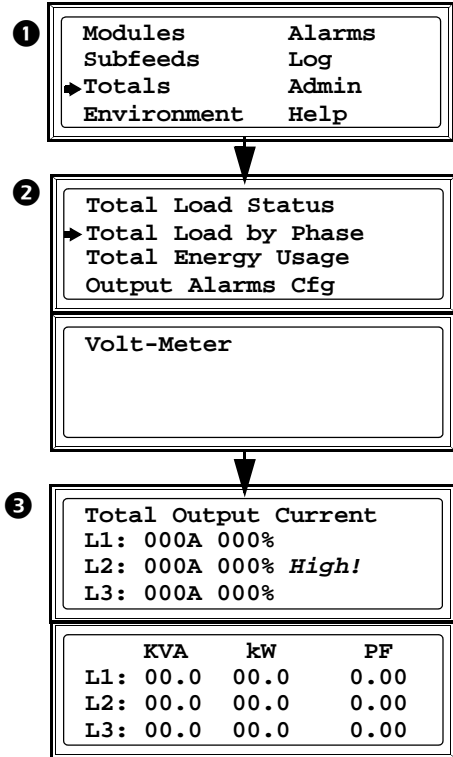 ❶
Modules Alarms
Subfeeds Log
Totals Admin
Environment Help
❷
Total Load Status
Total Load by Phase
Total Energy Usage
Output Alarms Cfg
Volt-Meter
❸
Total Output Current
L1: 000A 000%
L2: 000A 000% High!
L3: 000A 000%
KVA kW PF
L1: 00.0 00.0 0.00
L2: 00.0 00.0 0.00
L3: 00.0 00.0 0.00